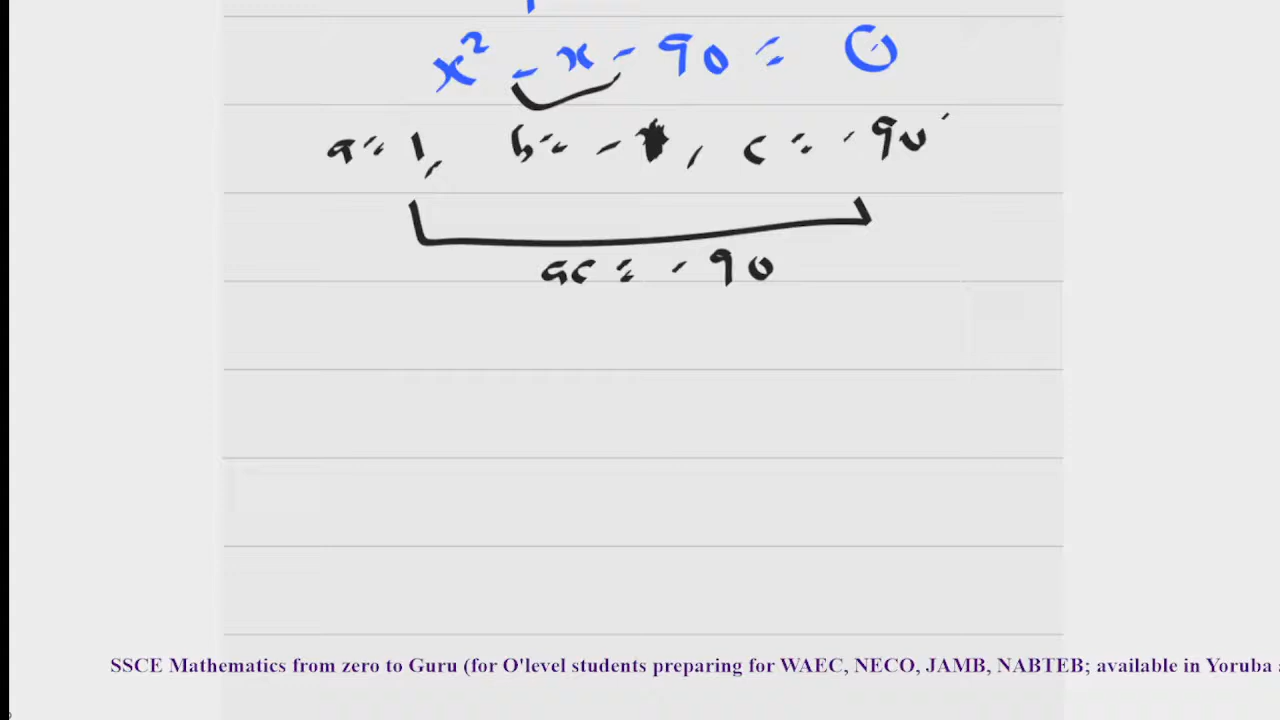 x² - x - 90 = 0
a = 1, b = -1, c = -90
ac = -90
SSCE Mathematics from zero to Guru (for O'level students preparing for WAEC, NECO, JAMB, NABTEB; available in Yoruba